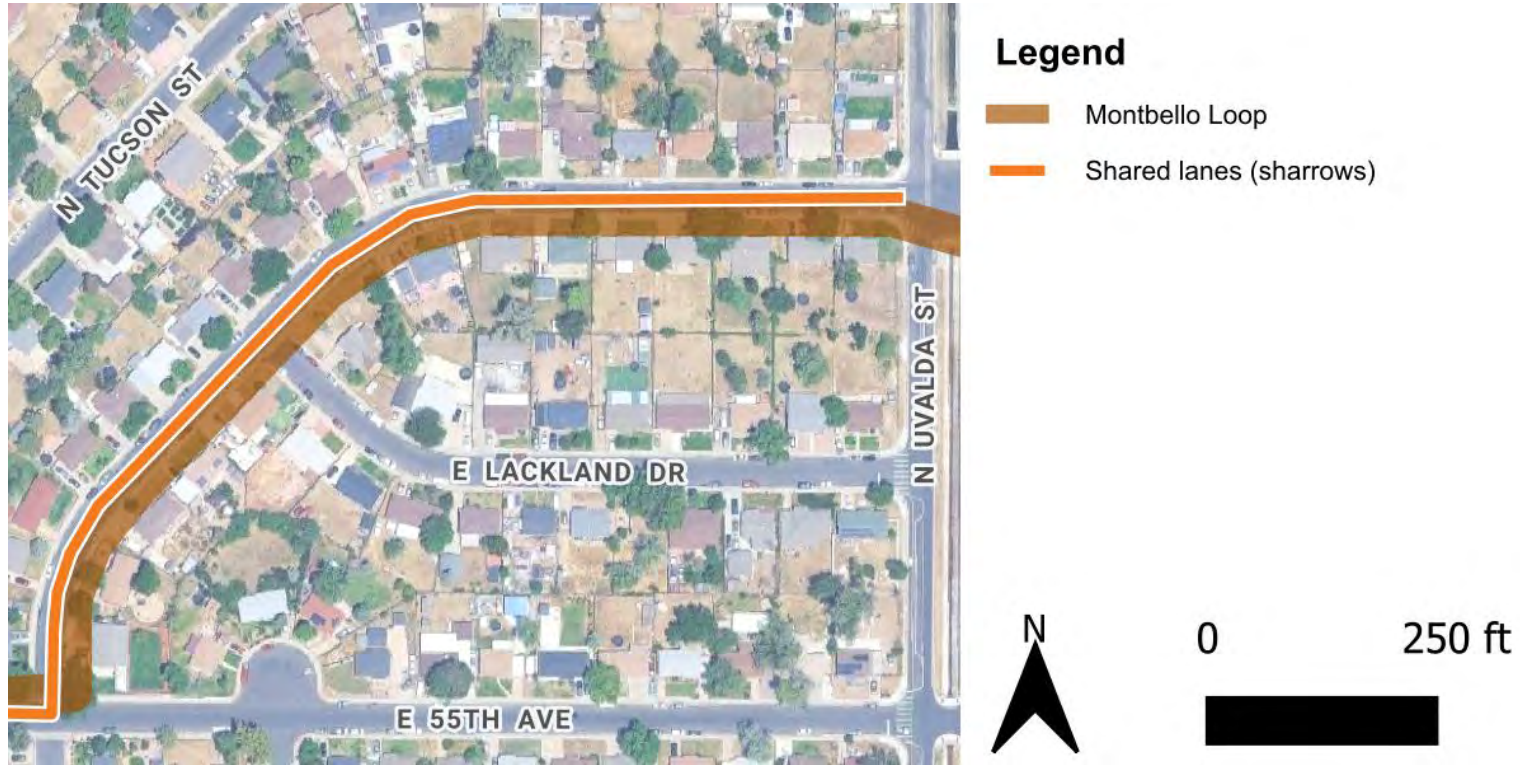 N TUCSON ST
Legend
Montbello Loop
Shared lanes (sharrows)
N UVALDA ST
E LACKLAND DR
E 55TH AVE
N
0 250 ft